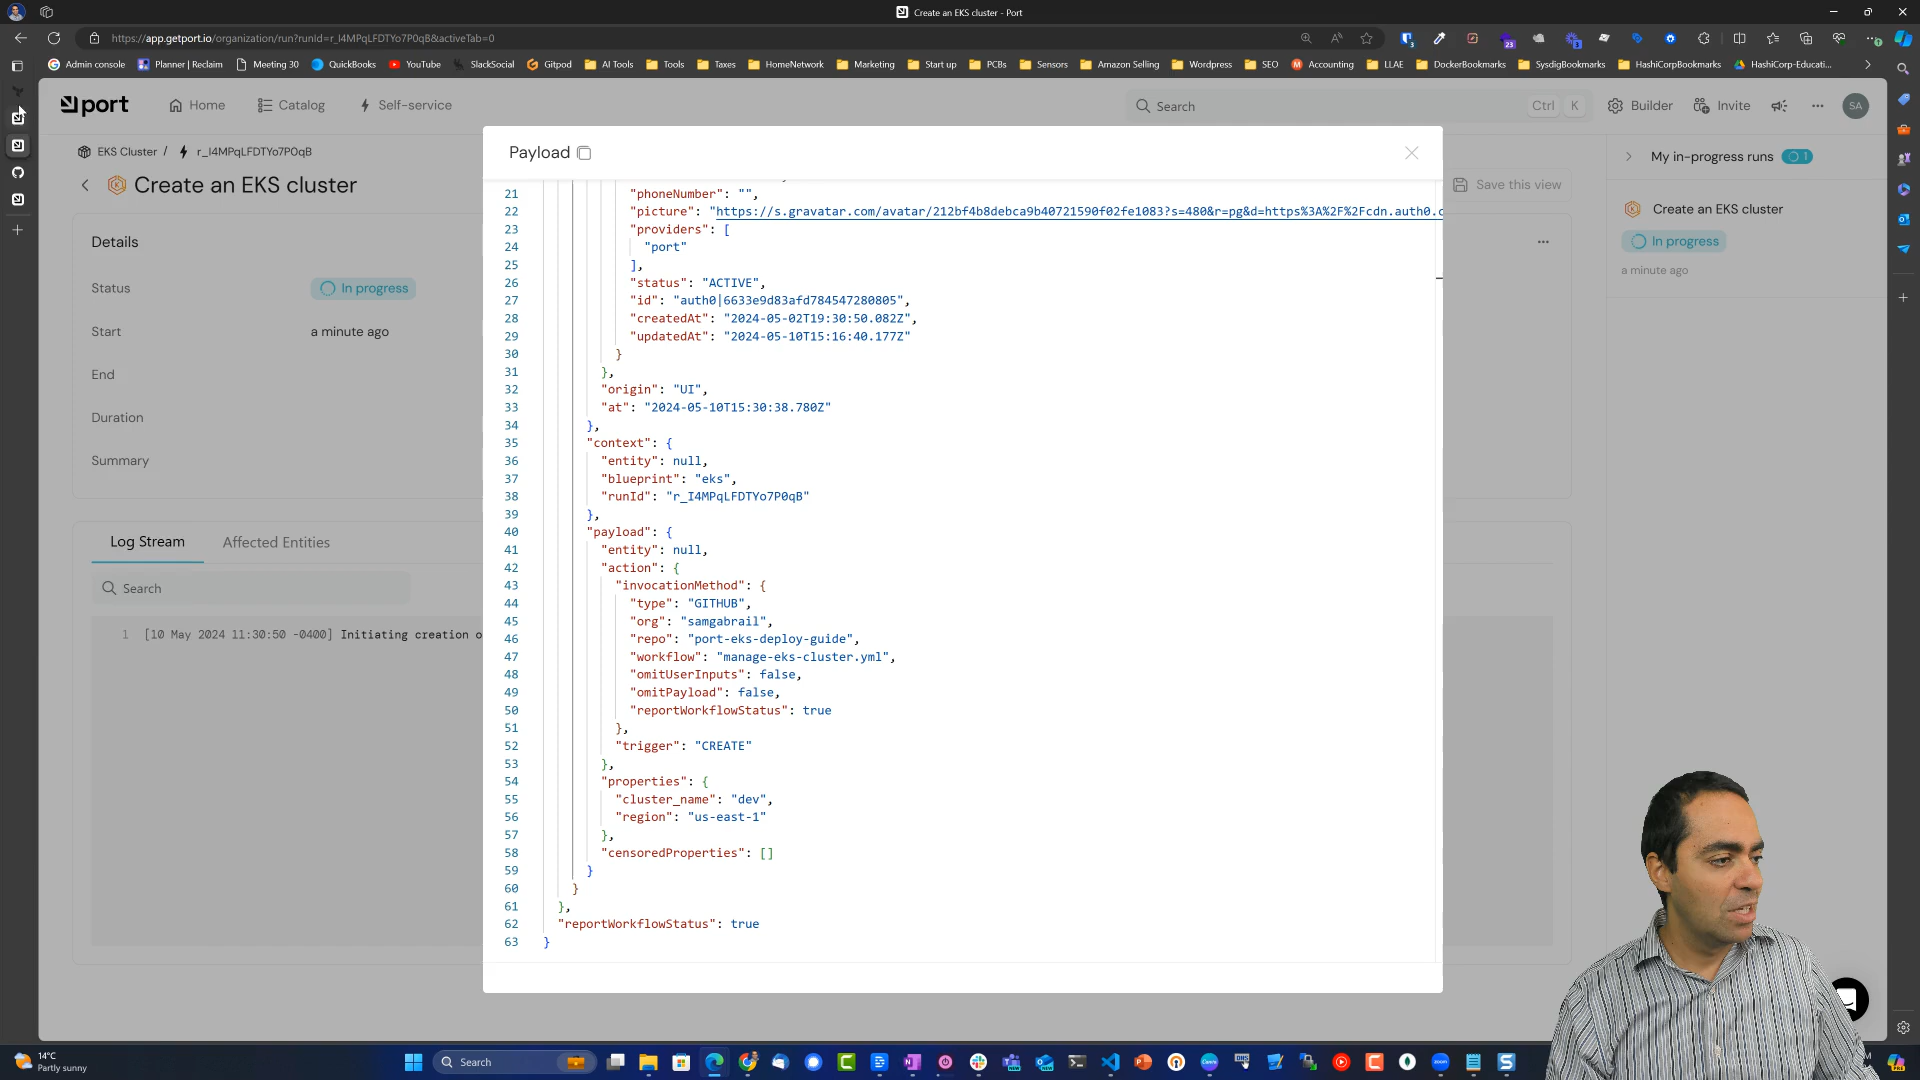 Create an EKS cluster - Port
https://app.getport.io/organization/run?runId=r_I4MPqLFDTYo7P0qB&activeTab=0
Admin console
Planner | Reclaim
Meeting 30
QuickBooks
YouTube
SlackSocial
Gitpod
AI Tools
Tools
Taxes
HomeNetwork
Marketing
Start up
PCBs
Sensors
Amazon Selling
Wordpress
SEO
Accounting
LLAE
DockerBookmarks
SysdigBookmarks
HashiCorpBookmarks
HashiCorp-Educati...
port
Home
Catalog
Self-service
Search
Ctrl
K
Builder
Invite
SA
EKS Cluster /
r_I4MPqLFDTYo7P0qB
Create an EKS cluster
Save this view
Details
Status
In progress
Start
a minute ago
End
Duration
Summary
Log Stream
Affected Entities
Search
1 [10 May 2024 11:30:50 -0400] Initiating creation o
Payload
21 "phoneNumber": "",
22 "picture": "https://s.gravatar.com/avatar/212bf4b8debca9b40721590f02fe1083?s=480&r=pg&d=https%3A%2F%2Fcdn.auth0.c
23 "providers": [
24 "port"
25 ],
26 "status": "ACTIVE",
27 "id": "auth0|6633e9d83afd784547280805",
28 "createdAt": "2024-05-02T19:30:50.082Z",
29 "updatedAt": "2024-05-10T15:16:40.177Z"
30 }
31 },
32 "origin": "UI",
33 "at": "2024-05-10T15:30:38.780Z"
34 },
35 "context": {
36 "entity": null,
37 "blueprint": "eks",
38 "runId": "r_I4MPqLFDTYo7P0qB"
39 },
40 "payload": {
41 "entity": null,
42 "action": {
43 "invocationMethod": {
44 "type": "GITHUB",
45 "org": "samgabrail",
46 "repo": "port-eks-deploy-guide",
47 "workflow": "manage-eks-cluster.yml",
48 "omitUserInputs": false,
49 "omitPayload": false,
50 "reportWorkflowStatus": true
51 },
52 "trigger": "CREATE"
53 },
54 "properties": {
55 "cluster_name": "dev",
56 "region": "us-east-1"
57 },
58 "censoredProperties": []
59 }
60 }
61 },
62 "reportWorkflowStatus": true
63 }
My in-progress runs
1
Create an EKS cluster
In progress
a minute ago
14°C
Partly sunny
Search